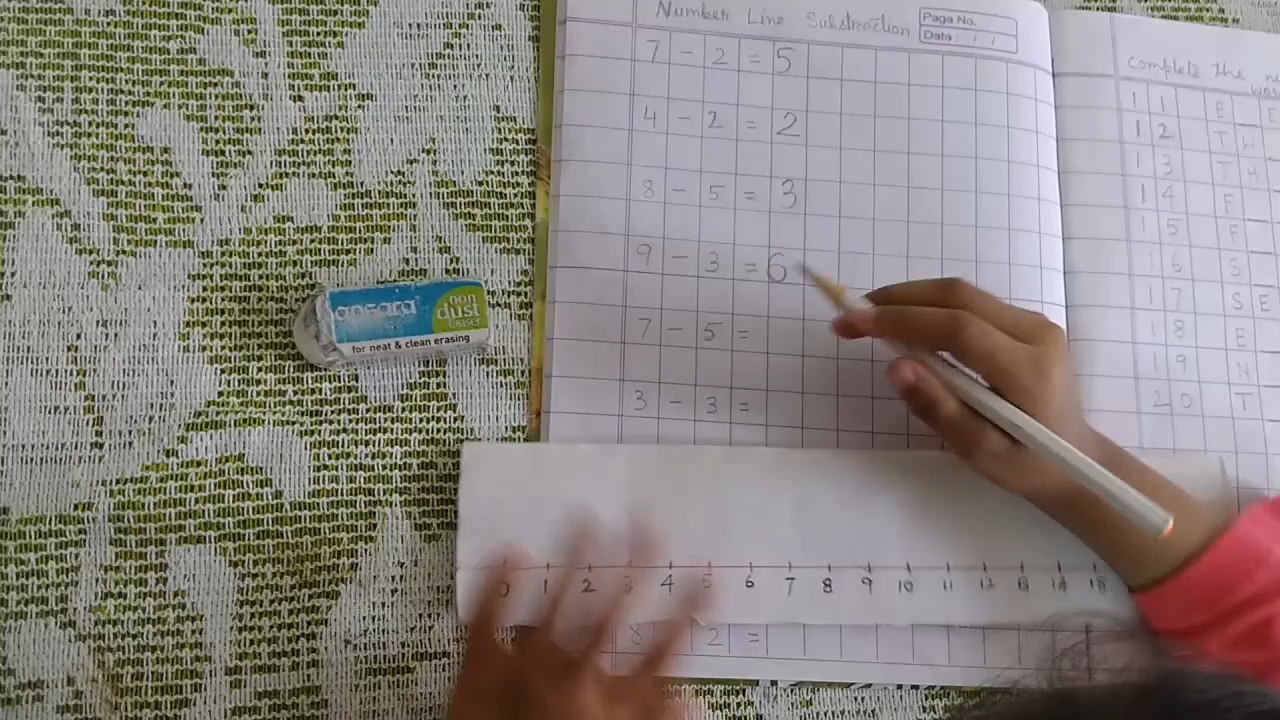 Number Line Substraction
Page No.
Date: / /
7 - 2 = 5
4 - 2 = 2
8 - 5 = 3
9 - 3 = 6
7 - 5 =
3 - 3 =
8 2 =
0 1 2 3 4 5 6 7 8 9 10 11 12 13 14 15
complete the
11 E
12 T W
13 T H
14 F
15 F
16 S
17 S E
18 E
19 N
20 T
non
dust
eraser
for neat & clean erasing